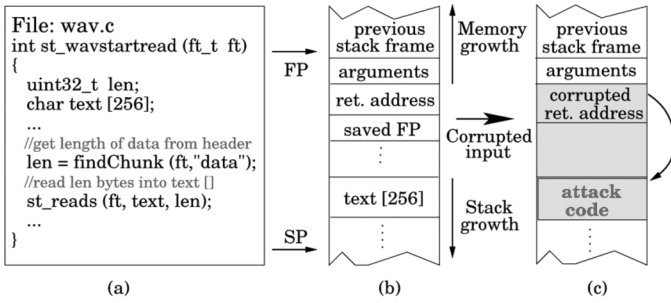 File: wav.c
int st_wavstartread (ft_t ft)
{
uint32_t len;
char text [256];
...
//get length of data from header
len = findChunk (ft,"data");
//read len bytes into text []
st_reads (ft, text, len);
...
}
(a)
FP
SP
previous
stack frame
arguments
ret. address
saved FP
text [256]
(b)
Memory
growth
Corrupted
input
Stack
growth
previous
stack frame
arguments
corrupted
ret. address
attack
code
(c)